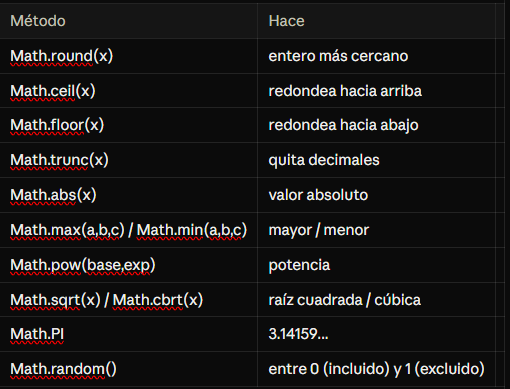 Método Hace
Math.round(x) entero más cercano
Math.ceil(x) redondea hacia arriba
Math.floor(x) redondea hacia abajo
Math.trunc(x) quita decimales
Math.abs(x) valor absoluto
Math.max(a,b,c) / Math.min(a,b,c) mayor / menor
Math.pow(base,exp) potencia
Math.sqrt(x) / Math.cbrt(x) raíz cuadrada / cúbica
Math.PI 3.14159...
Math.random() entre 0 (incluido) y 1 (excluido)